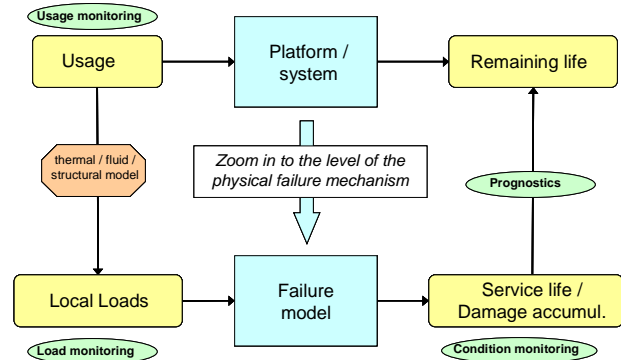 Usage monitoring
Usage
Platform /
system
Remaining life
thermal / fluid /
structural model
Zoom in to the level of the
physical failure mechanism
Prognostics
Local Loads
Failure
model
Service life /
Damage accumul.
Load monitoring
Condition monitoring